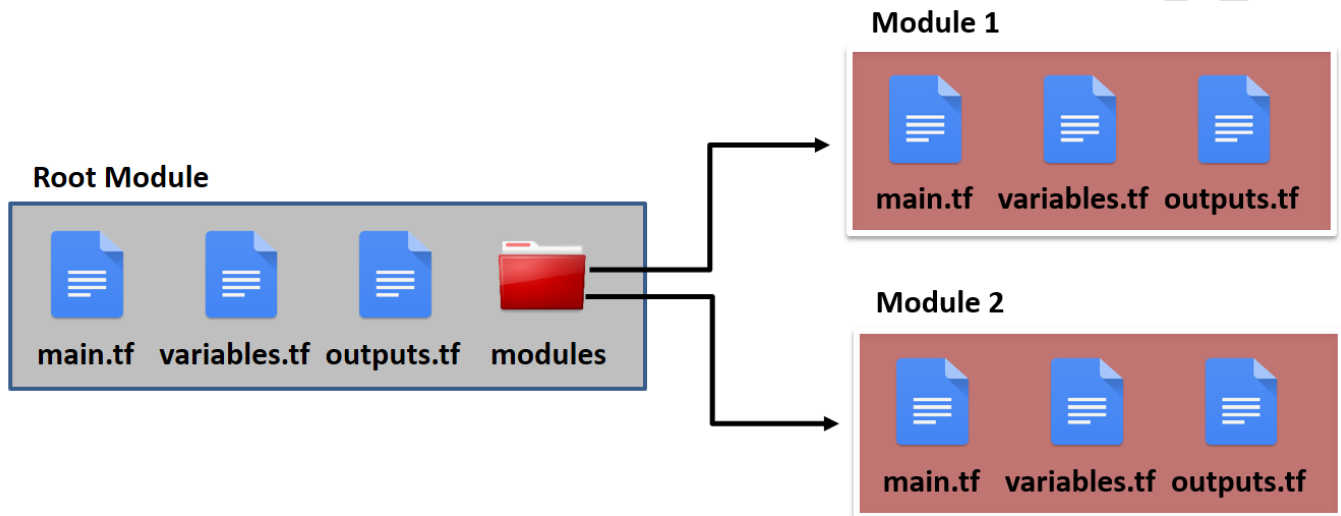 Module 1
main.tf variables.tf outputs.tf
Root Module
main.tf variables.tf outputs.tf modules
Module 2
main.tf variables.tf outputs.tf